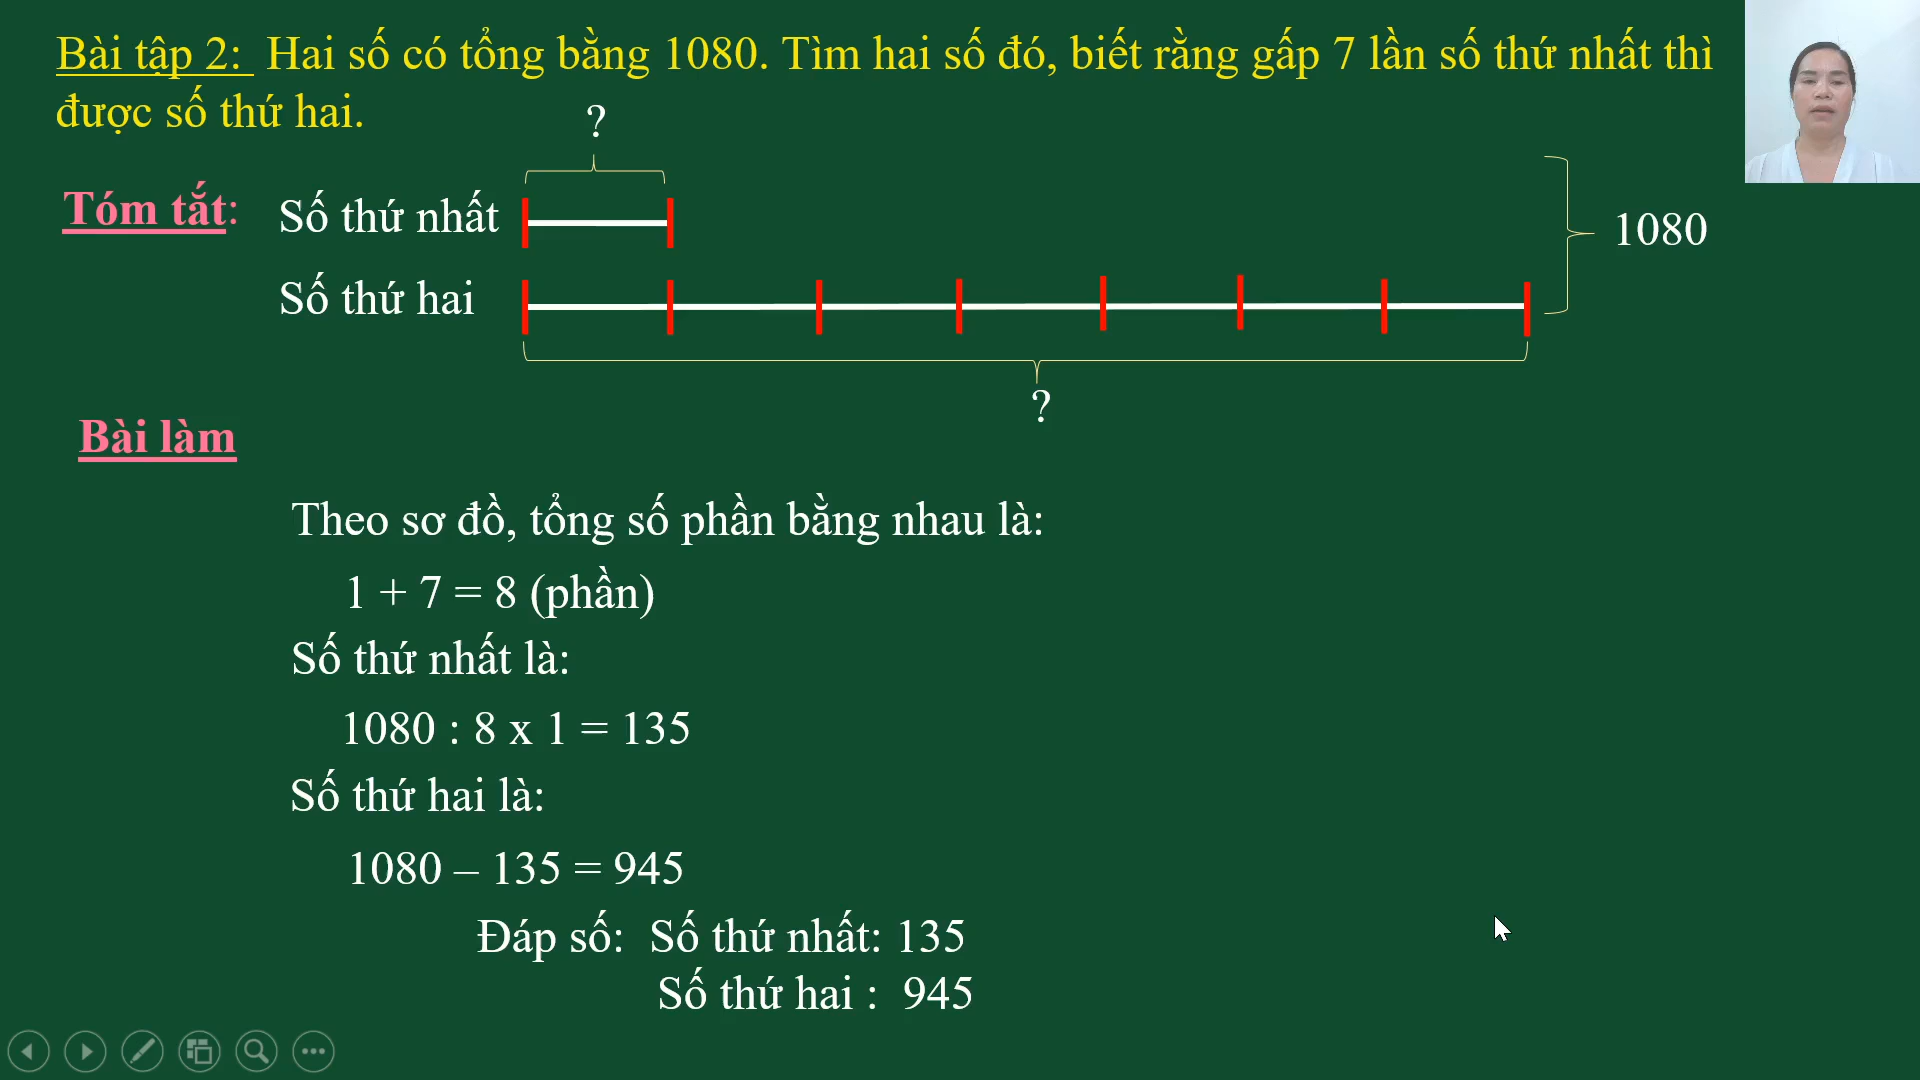 Bài tập 2: Hai số có tổng bằng 1080. Tìm hai số đó, biết rằng gấp 7 lần số thứ nhất thì
được số thứ hai.
?
Tóm tắt:
Số thứ nhất
1080
Số thứ hai
?
Bài làm
Theo sơ đồ, tổng số phần bằng nhau là:
1 + 7 = 8 (phần)
Số thứ nhất là:
1080 : 8 x 1 = 135
Số thứ hai là:
1080 – 135 = 945
Đáp số: Số thứ nhất: 135
Số thứ hai : 945